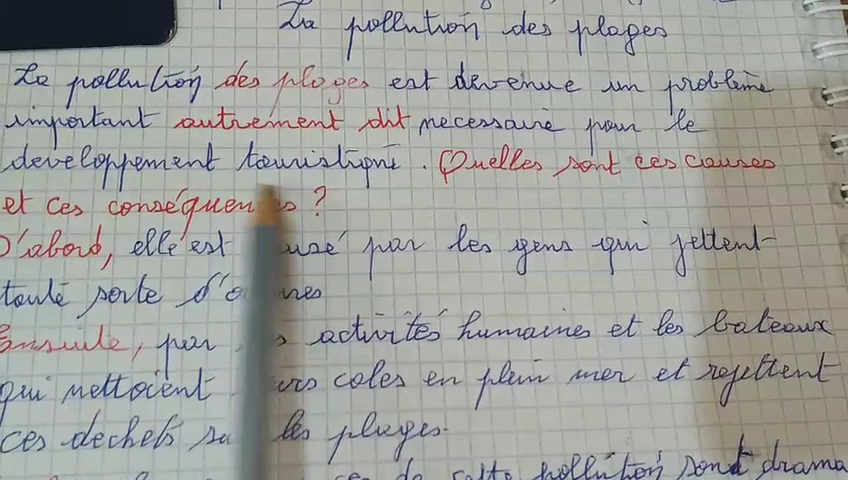 La pollution des plages
La pollution des plages est devenue un problème
important autrement dit necessaire pour le
developpement touristique. Quelles sont ces causes
et ces conséquences ?
D'abord, elle est par les gens qui jettent
toute sorte
Ensuite, par activités humaines et les bateaux
qui nettoient cales en plein mer et rejettent
ces dechets les plages.
de cette pollution sont drama